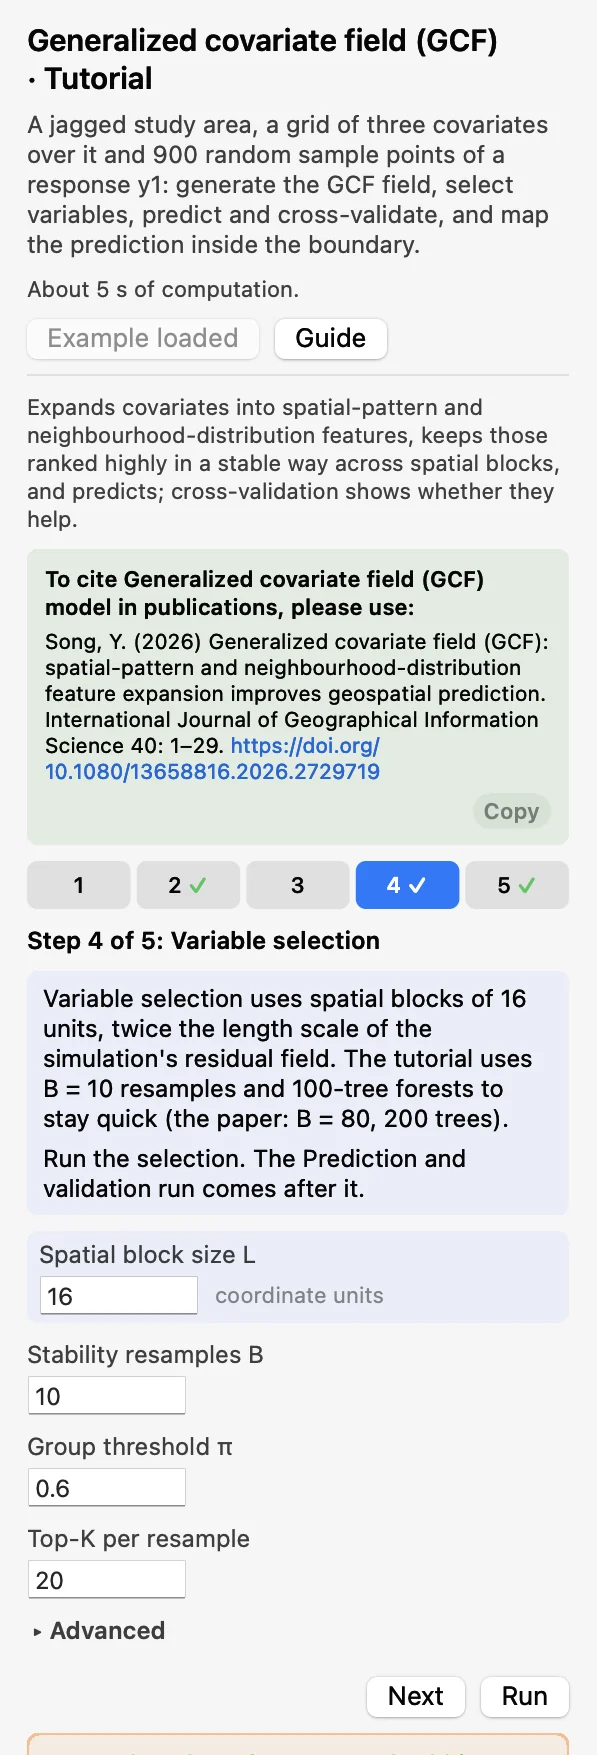 Generalized covariate field (GCF)
· Tutorial
A jagged study area, a grid of three covariates
over it and 900 random sample points of a
response y1: generate the GCF field, select
variables, predict and cross-validate, and map
the prediction inside the boundary.
About 5 s of computation.
Example loaded
Guide
Expands covariates into spatial-pattern and
neighbourhood-distribution features, keeps those
ranked highly in a stable way across spatial blocks,
and predicts; cross-validation shows whether they
help.
To cite Generalized covariate field (GCF)
model in publications, please use:
Song, Y. (2026) Generalized covariate field (GCF):
spatial-pattern and neighbourhood-distribution
feature expansion improves geospatial prediction.
International Journal of Geographical Information
Science 40: 1–29. https://doi.org/
10.1080/13658816.2026.2729719
Copy
1
2 ✓
3
4 ✓
5 ✓
Step 4 of 5: Variable selection
Variable selection uses spatial blocks of 16
units, twice the length scale of the
simulation's residual field. The tutorial uses
B = 10 resamples and 100-tree forests to
stay quick (the paper: B = 80, 200 trees).
Run the selection. The Prediction and
validation run comes after it.
Spatial block size L
16 coordinate units
Stability resamples B
10
Group threshold π
0.6
Top-K per resample
20
▸ Advanced
Next
Run